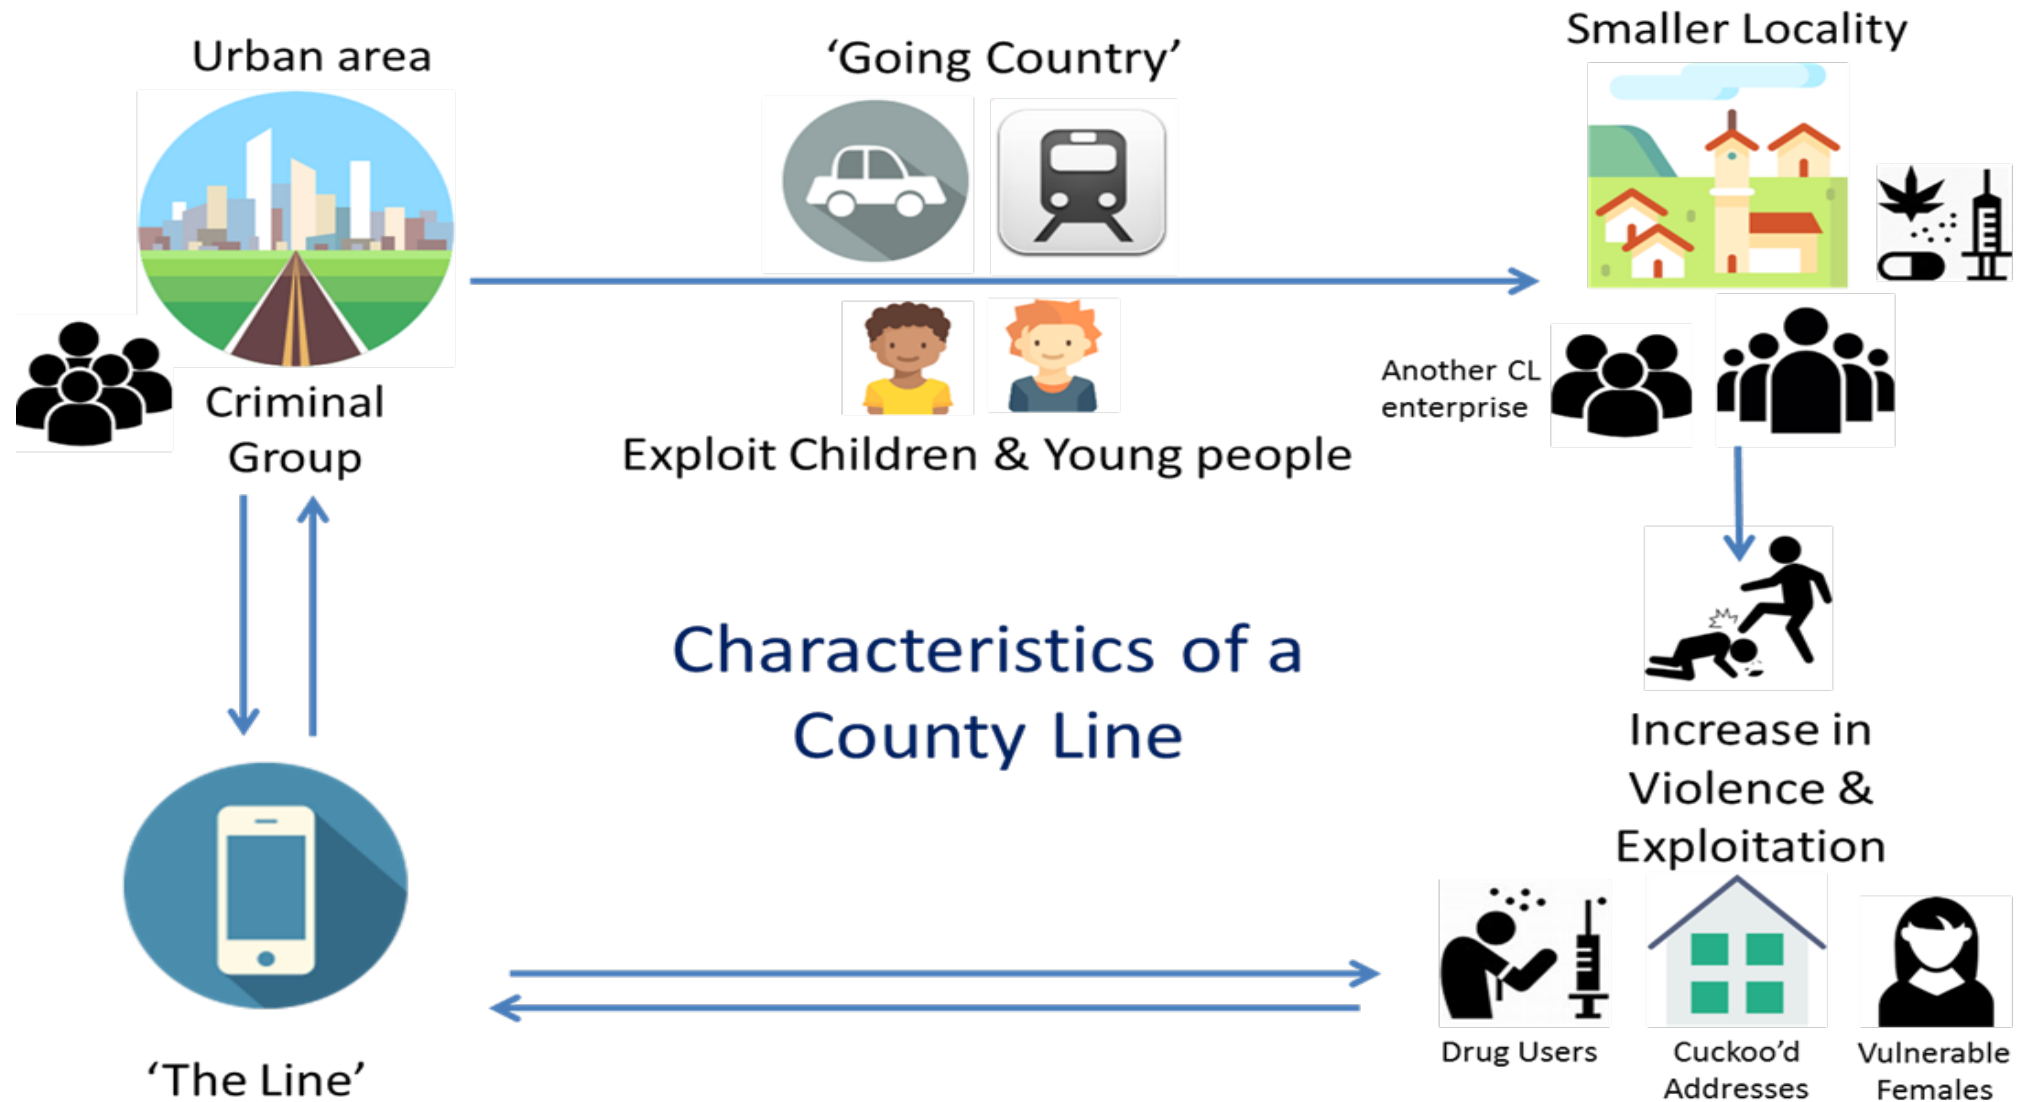 Urban area
‘Going Country’
Smaller Locality
Criminal
Group
Exploit Children & Young people
Another CL
enterprise
Characteristics of a
County Line
Increase in
Violence &
Exploitation
‘The Line’
Drug Users
Cuckoo’d
Addresses
Vulnerable
Females